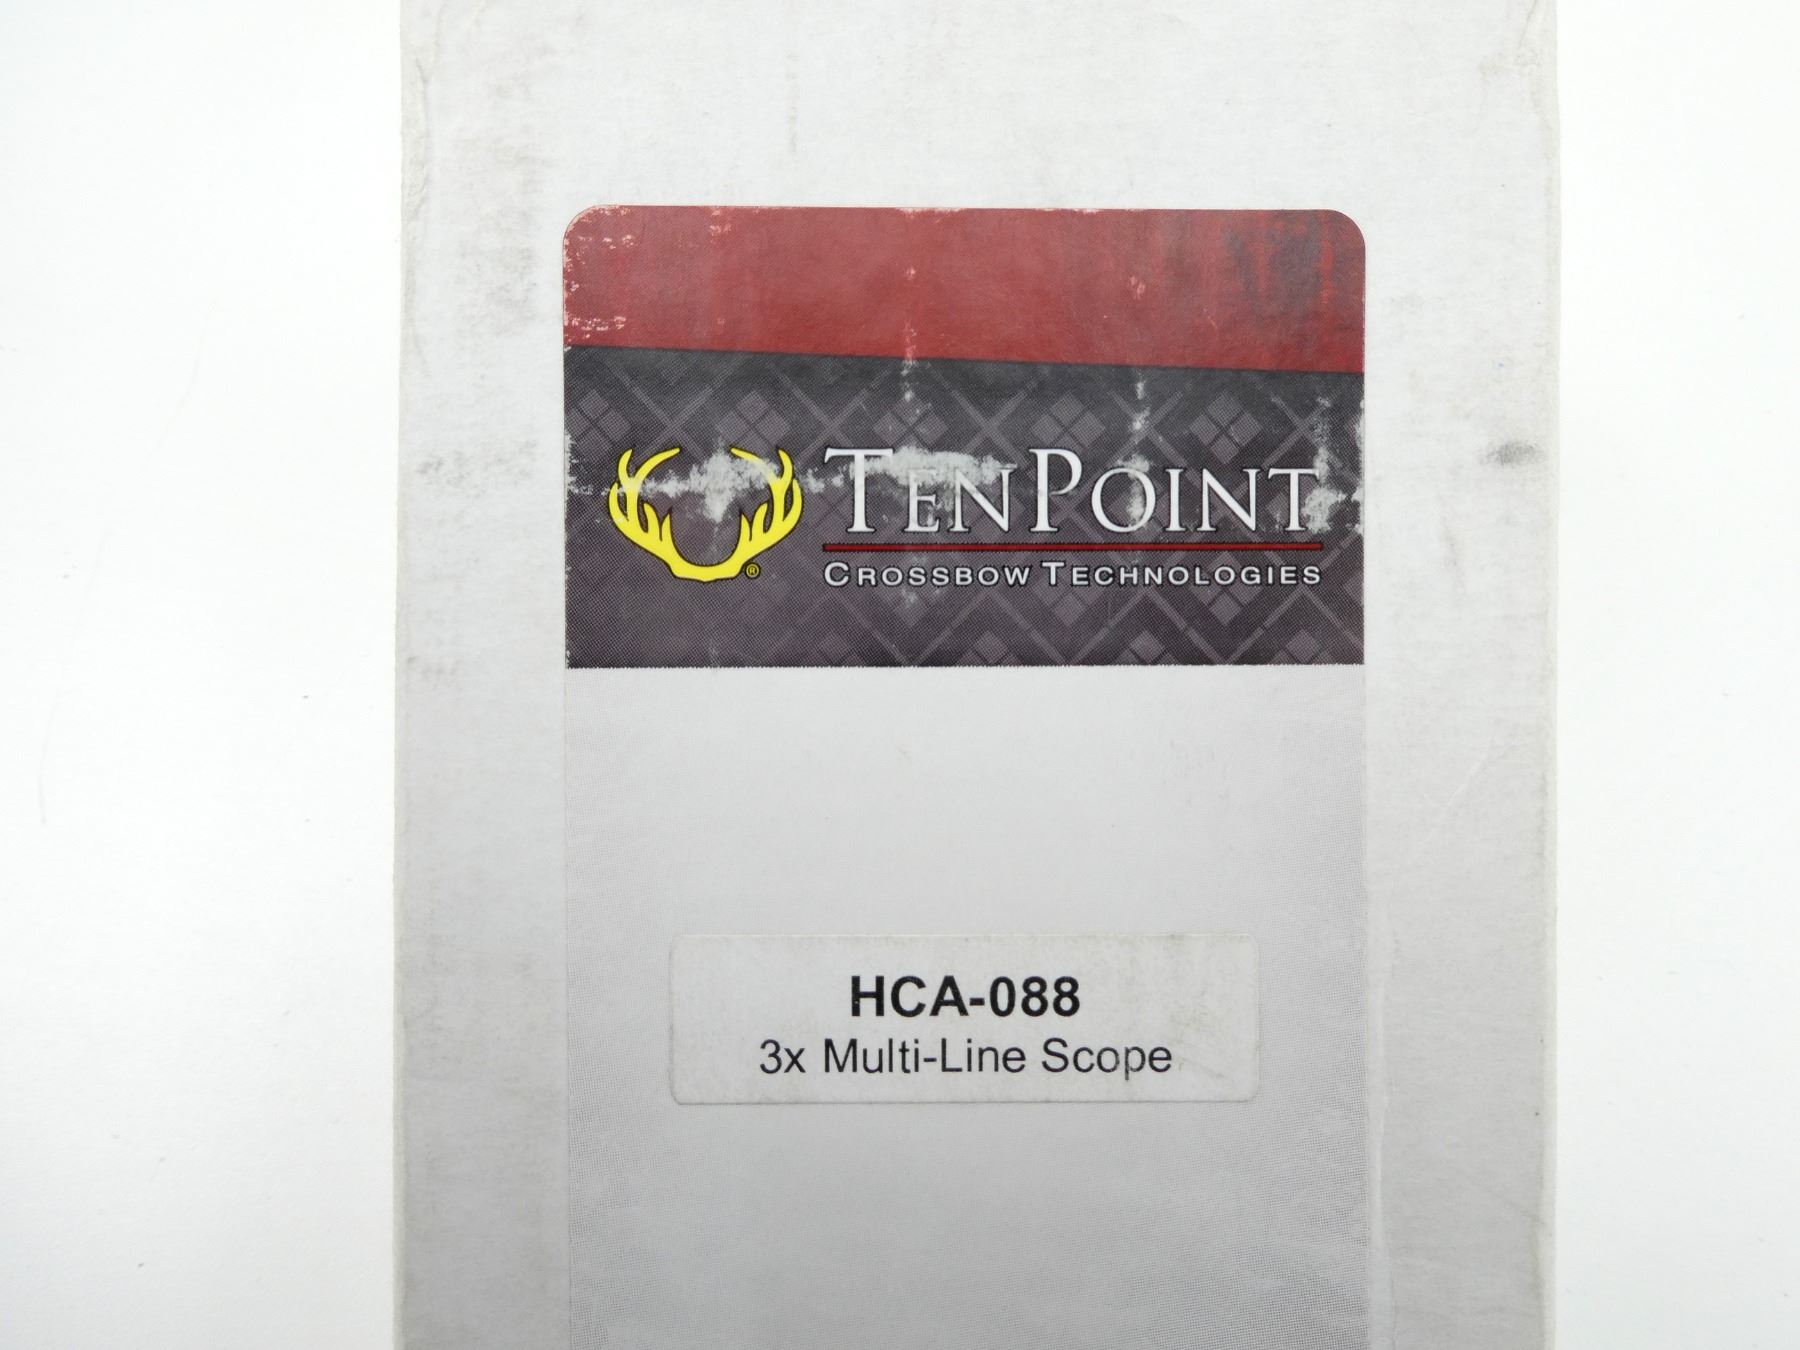 TENPOINT
®
CROSSBOW TECHNOLOGIES
HCA-088
3x Multi-Line Scope